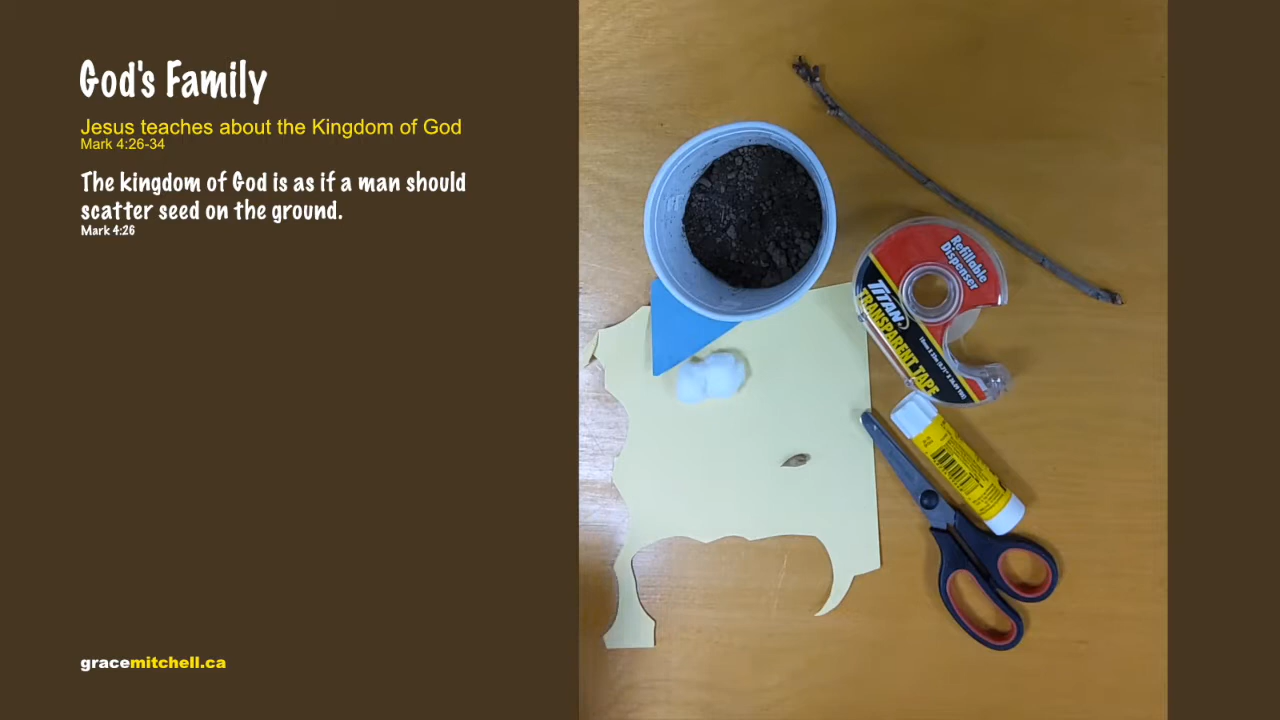 God's Family
Jesus teaches about the Kingdom of God
Mark 4:26-34
The kingdom of God is as if a man should
scatter seed on the ground.
Mark 4:26
Refillable
Dispenser
TITAN
TRANSPARENT TAPE
gracemitchell.ca